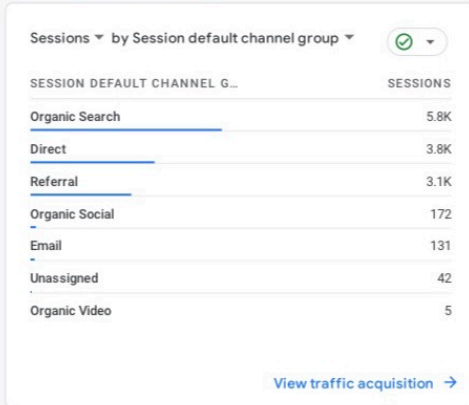 Sessions by Session default channel group
SESSION DEFAULT CHANNEL G... SESSIONS
Organic Search 5.8K
Direct 3.8K
Referral 3.1K
Organic Social 172
Email 131
Unassigned 42
Organic Video 5
View traffic acquisition